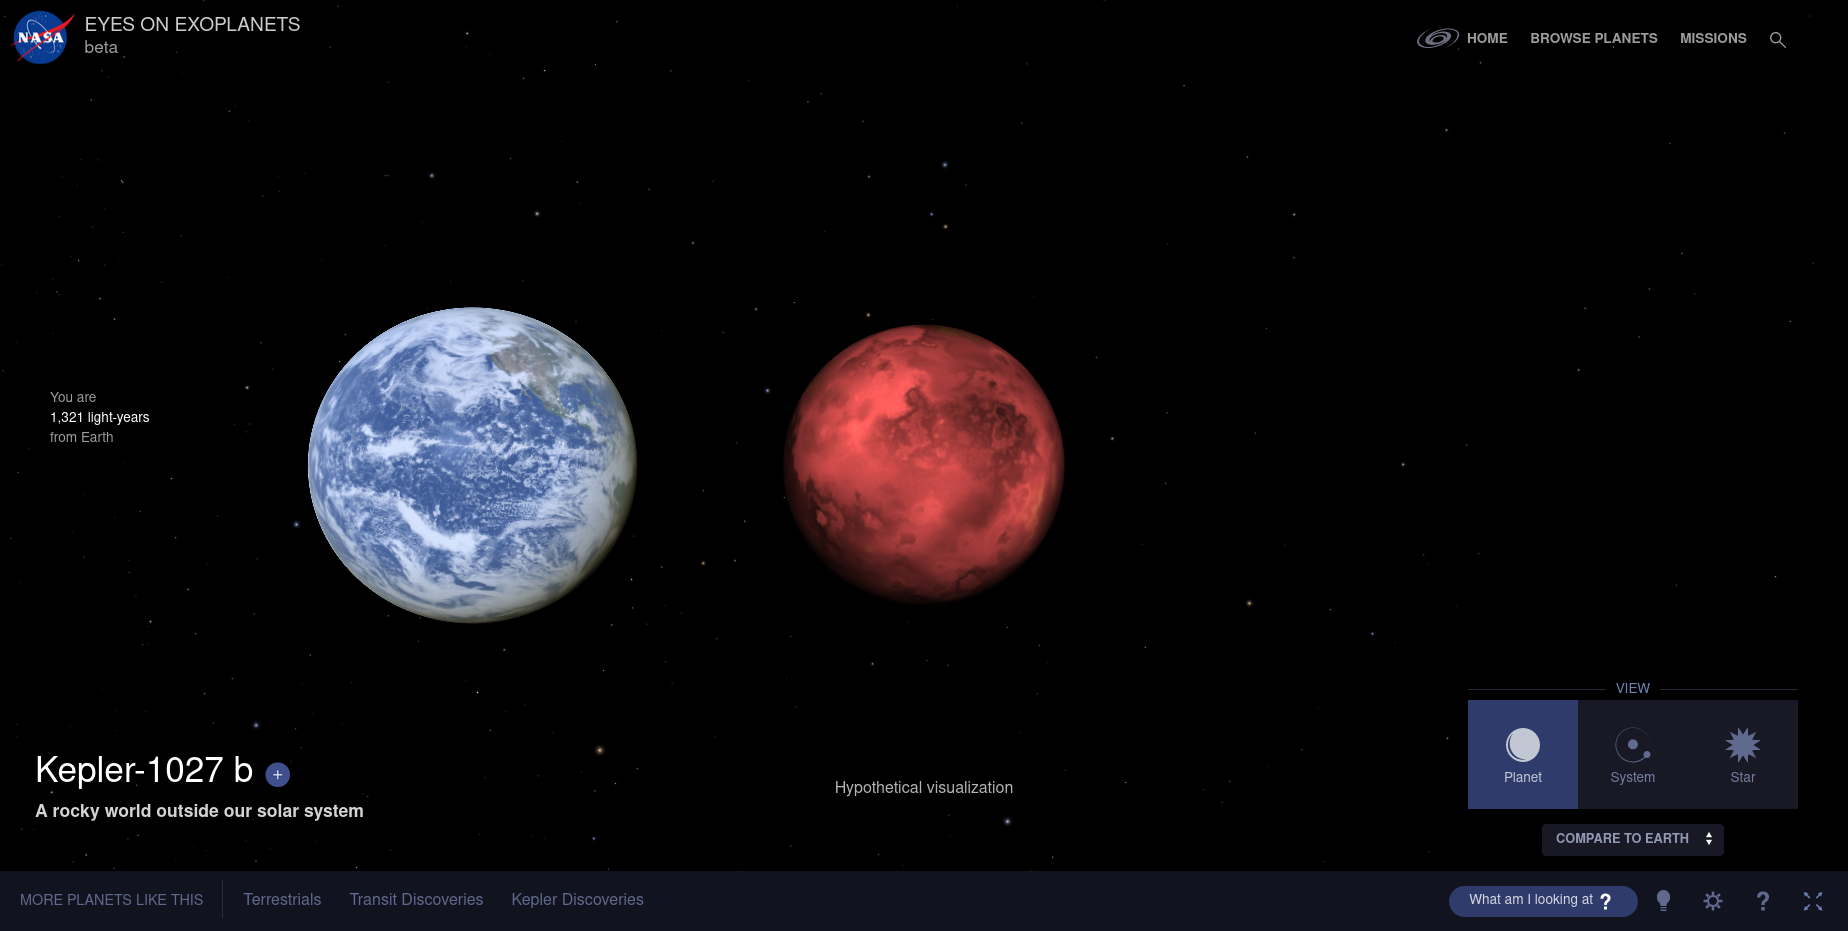 NASA
EYES ON EXOPLANETS
beta
HOME
BROWSE PLANETS
MISSIONS
You are
1,321 light-years
from Earth
Kepler-1027 b +
A rocky world outside our solar system
Hypothetical visualization
VIEW
Planet
System
Star
COMPARE TO EARTH
MORE PLANETS LIKE THIS
Terrestrials
Transit Discoveries
Kepler Discoveries
What am I looking at ?
?